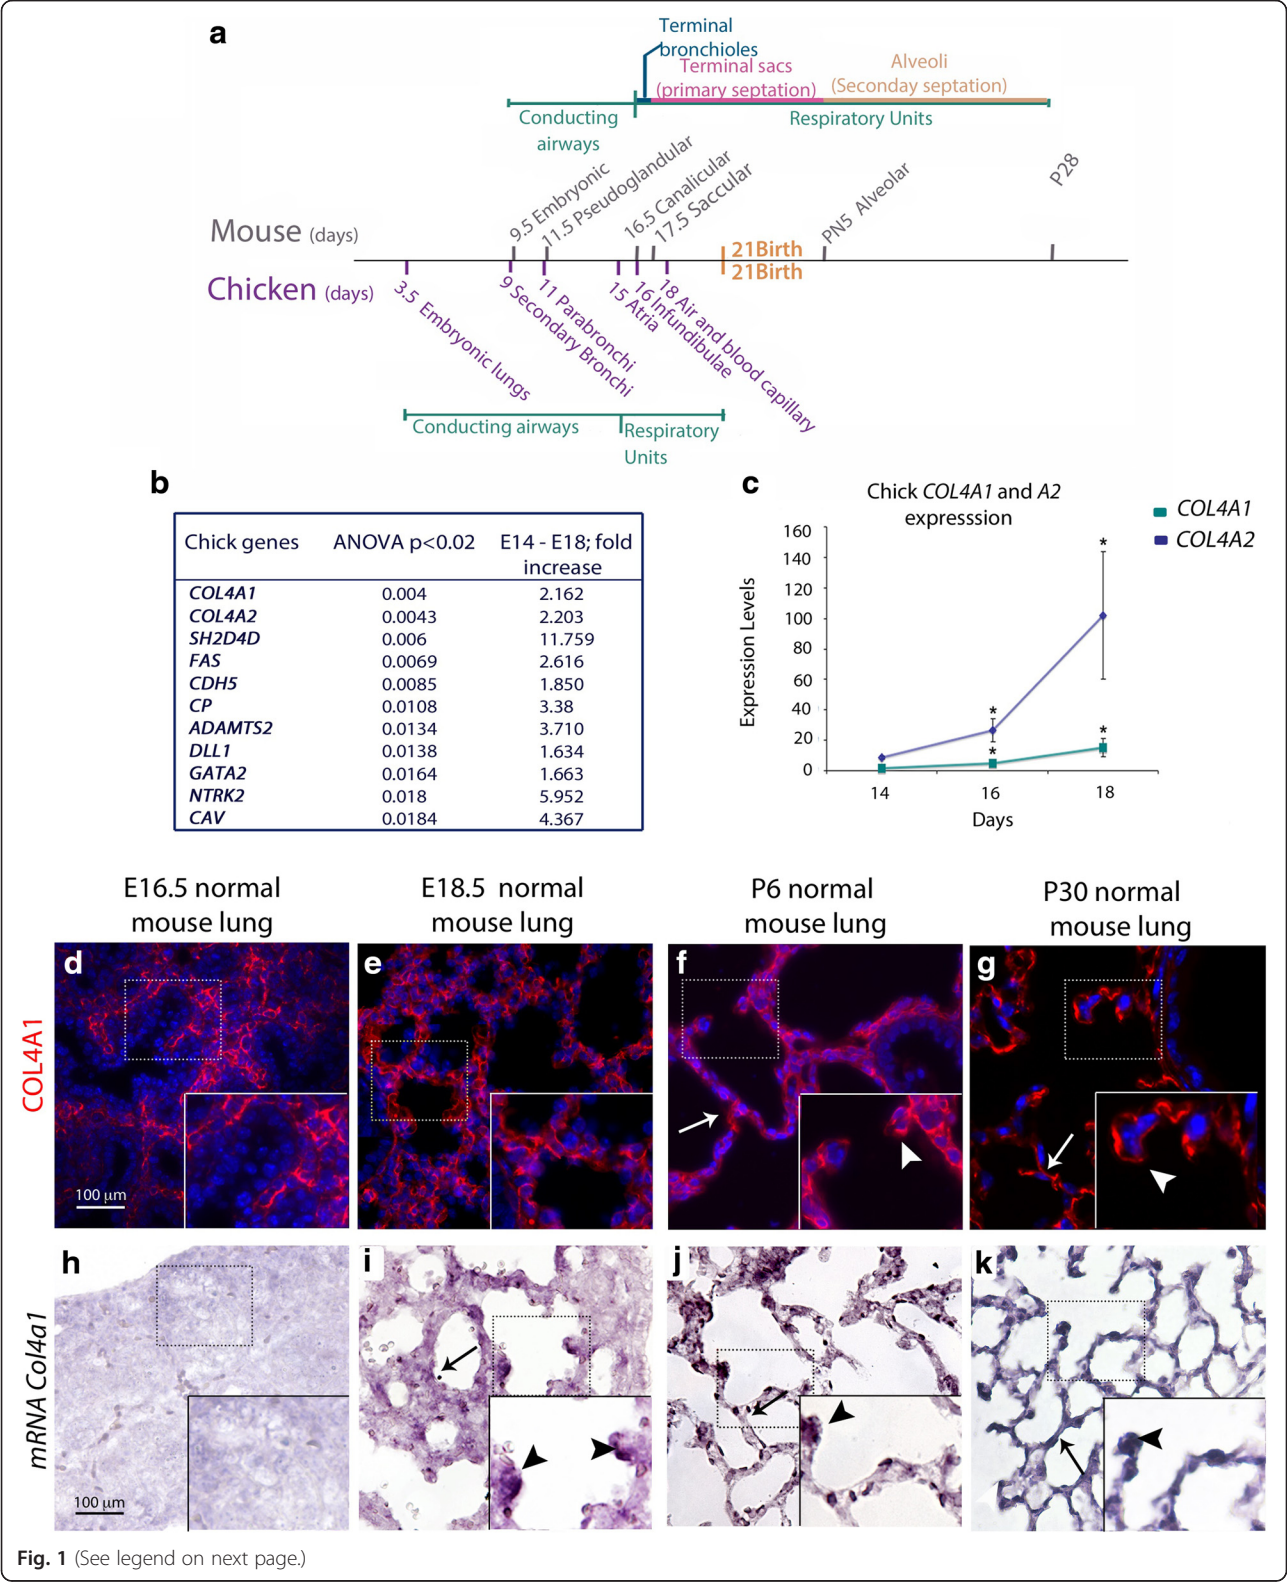 a
Terminal
bronchioles
Terminal sacs
(primary septation)
Alveoli
(Seconday septation)
Conducting
airways
Respiratory Units
Mouse (days)
9.5 Embryonic
11.5 Pseudoglandular
16.5 Canalicular
17.5 Saccular
21Birth
PN5 Alveolar
P28
Chicken (days)
3.5 Embryonic lungs
9 Secondary Bronchi
11 Parabronchi
15 Atria
16 Infundibulae
18 Air and blood capillary
21Birth
Conducting airways
Respiratory
Units
b
Chick genes ANOVA p<0.02 E14 - E18; fold
increase
COL4A1 0.004 2.162
COL4A2 0.0043 2.203
SH2D4D 0.006 11.759
FAS 0.0069 2.616
CDH5 0.0085 1.850
CP 0.0108 3.38
ADAMTS2 0.0134 3.710
DLL1 0.0138 1.634
GATA2 0.0164 1.663
NTRK2 0.018 5.952
CAV 0.0184 4.367
c
Chick COL4A1 and A2
expresssion
COL4A1
COL4A2
Expression Levels
160
140
120
100
80
60
40
20
0
*
*
*
*
14 16 18
Days
E16.5 normal
mouse lung
E18.5 normal
mouse lung
P6 normal
mouse lung
P30 normal
mouse lung
COL4A1
d
100 μm
e
f
g
mRNA Col4a1
h
100 μm
i
j
k
Fig. 1 (See legend on next page.)